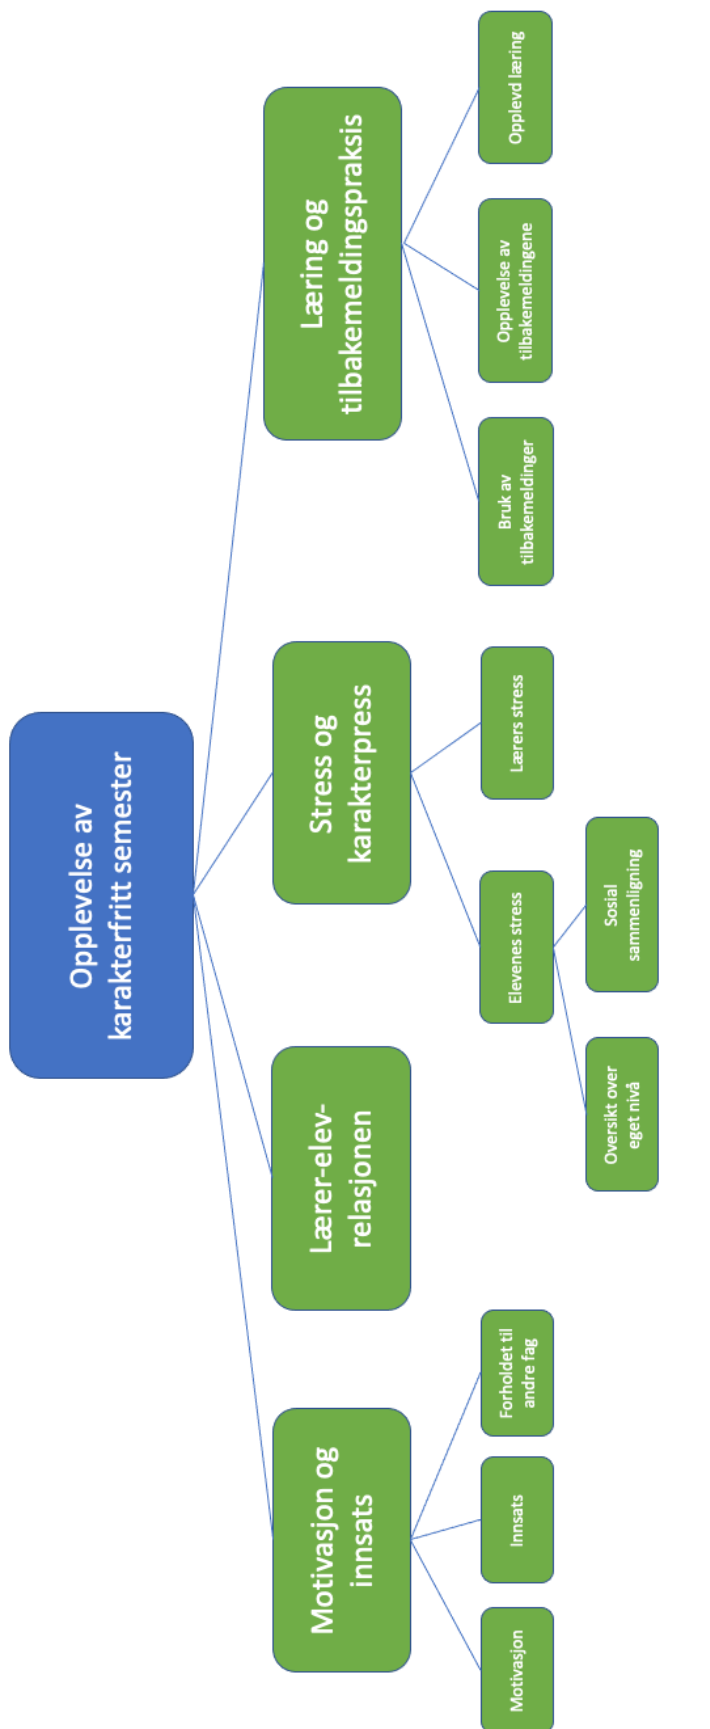 Opplevelse av
karakterfritt semester
Motivasjon og
innsats
Lærer-elev-
relasjonen
Stress og
karakterpress
Læring og
tilbakemeldingspraksis
Motivasjon
Innsats
Forholdet til
andre fag
Elevenes stress
Lærers stress
Bruk av
tilbakemeldinger
Opplevelse av
tilbakemeldingene
Opplevd læring
Oversikt over
eget nivå
Sosial
sammenligning